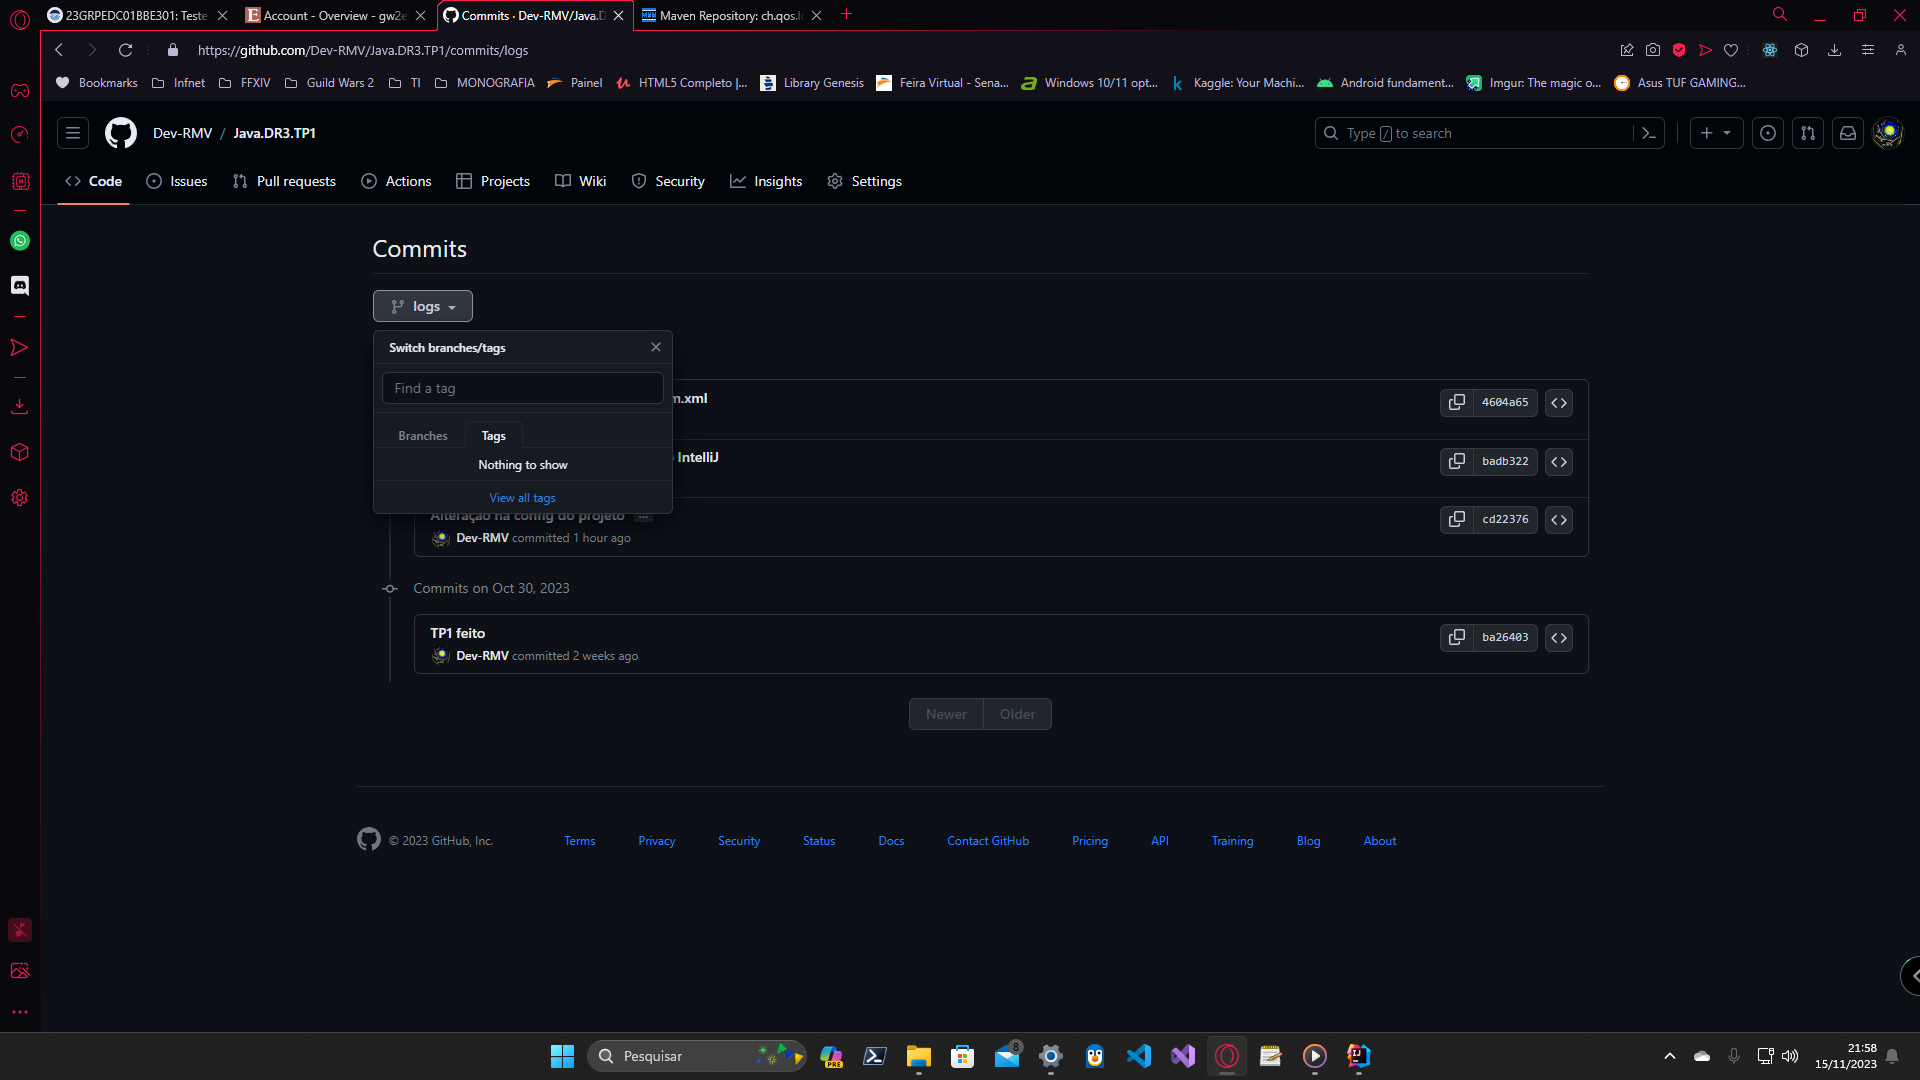 23GRPEDC01BBE301: Teste
Account - Overview - gw2e
Commits · Dev-RMV/Java.D
Maven Repository: ch.qos.l
https://github.com/Dev-RMV/Java.DR3.TP1/commits/logs
Bookmarks
Infnet
FFXIV
Guild Wars 2
TI
MONOGRAFIA
Painel
HTML5 Completo |...
Library Genesis
Feira Virtual - Sena...
Windows 10/11 opt...
Kaggle: Your Machi...
Android fundament...
Imgur: The magic o...
Asus TUF GAMING...
Dev-RMV / Java.DR3.TP1
Type / to search
Code
Issues
Pull requests
Actions
Projects
Wiki
Security
Insights
Settings
Commits
logs
Switch branches/tags
Find a tag
Branches
Tags
Nothing to show
View all tags
.xml
4604a65
IntelliJ
badb322
Alteração na config do projeto ...
cd22376
Dev-RMV committed 1 hour ago
Commits on Oct 30, 2023
TP1 feito
ba26403
Dev-RMV committed 2 weeks ago
Newer
Older
© 2023 GitHub, Inc.
Terms
Privacy
Security
Status
Docs
Contact GitHub
Pricing
API
Training
Blog
About
Pesquisar
PRE
8
21:58
15/11/2023